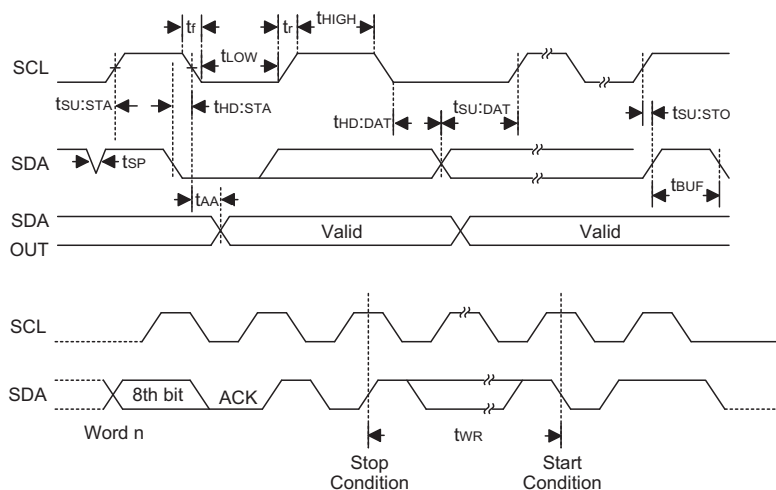 tf tr tHIGH
tLOW
SCL
tSU:STA tHD:STA tHD:DAT tSU:DAT tSU:STO
SDA tSP tBUF
tAA
SDA
OUT Valid Valid
SCL
SDA 8th bit ACK
Word n tWR
Stop
Condition
Start
Condition